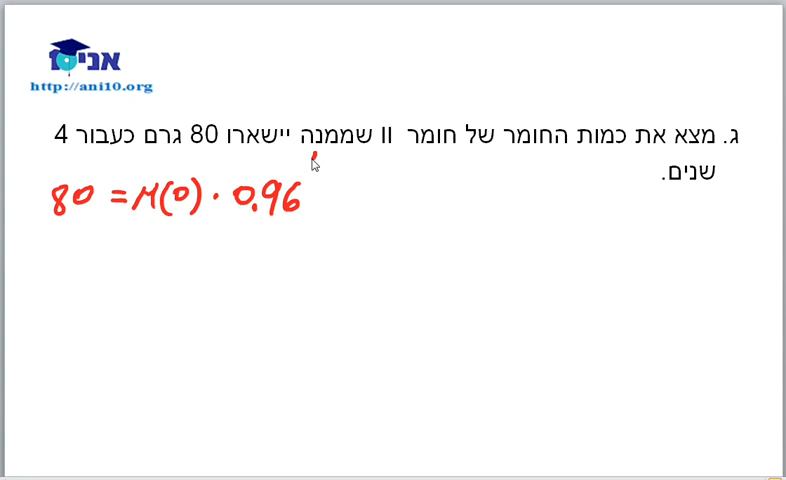 אני10
http://ani10.org
ג. מצא את כמות החומר של חומר II שממנה יישארו 80 גרם כעבור 4
שנים.
80 = M(0) · 0.96